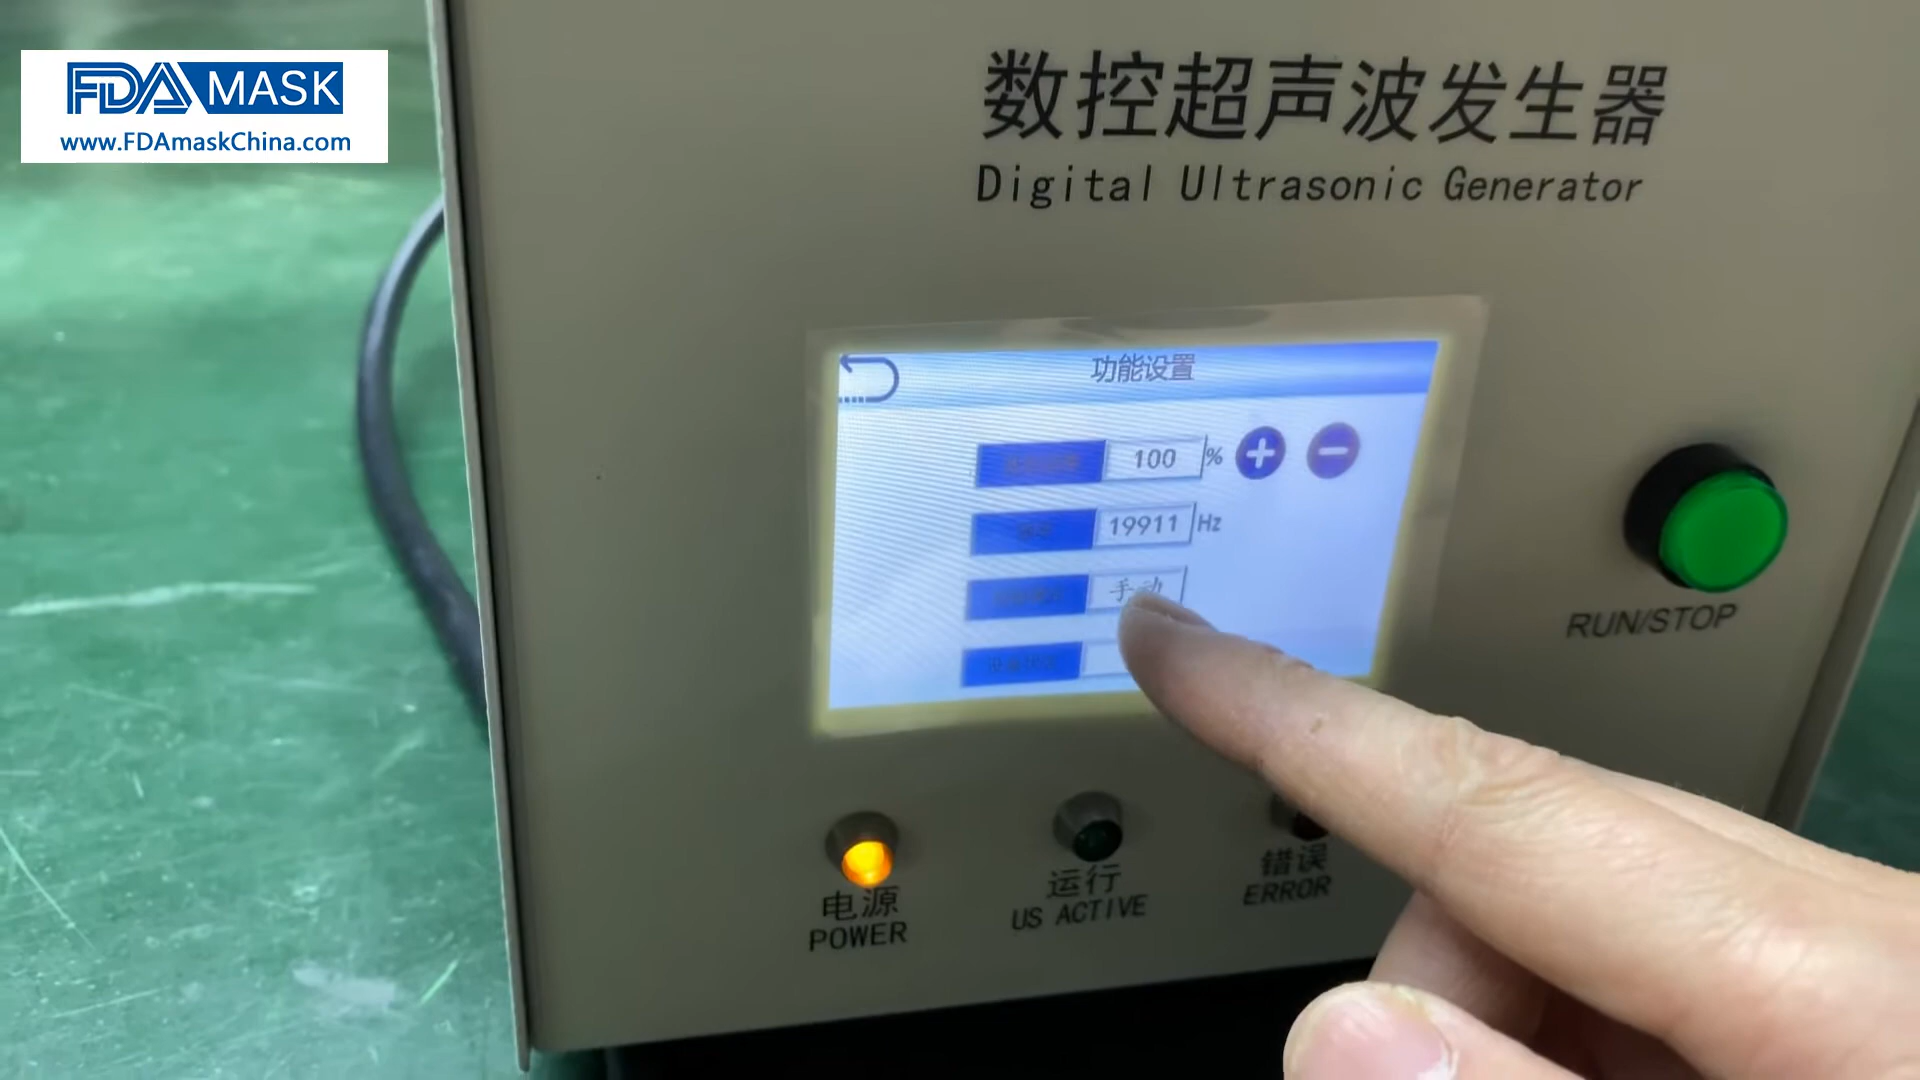 FDA MASK
www.FDAmaskChina.com
数控超声波发生器
Digital Ultrasonic Generator
功能设置
100 %
19911 Hz
手动
RUN/STOP
电源
POWER
运行
US ACTIVE
错误
ERROR